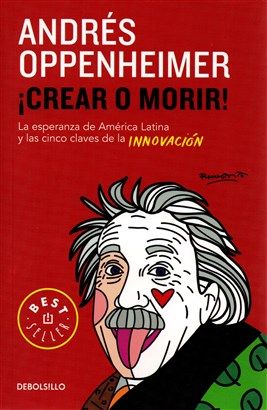 ANDRÉS
OPPENHEIMER
¡CREAR O MORIR!
La esperanza de América Latina
y las cinco claves de la INNOVACIÓN
BEST
SELLER
DEBOLSILLO